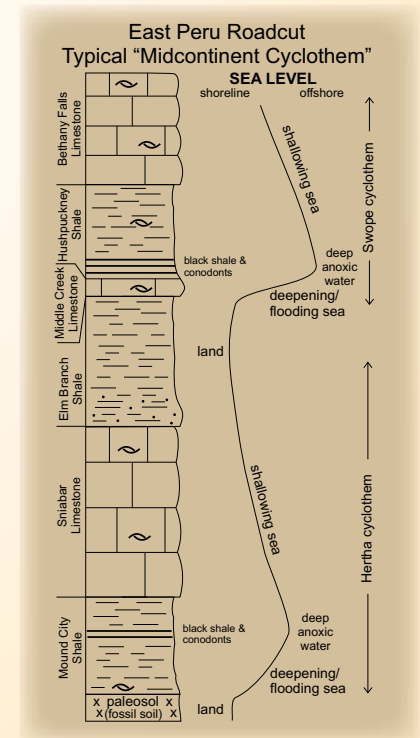 East Peru Roadcut
Typical “Midcontinent Cyclothem”
SEA LEVEL
shoreline
offshore
Bethany Falls
Limestone
shallowing sea
Swope cyclothem
Hushpuckney
Shale
black shale &
conodonts
deep
anoxic
water
Middle Creek
Limestone
deepening/
flooding sea
land
Elm Branch
Shale
Sniabar
Limestone
shallowing sea
Hertha cyclothem
Mound City
Shale
black shale &
conodonts
deep
anoxic
water
deepening/
flooding sea
x paleosol x
x (fossil soil) x
land